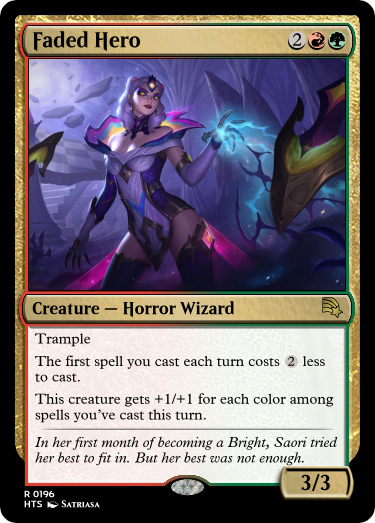 Faded Hero 2
Creature — Horror Wizard
Trample
The first spell you cast each turn costs 2 less
to cast.
This creature gets +1/+1 for each color among
spells you've cast this turn.
In her first month of becoming a Bright, Saori tried
her best to fit in. But her best was not enough.
3/3
R 0196
HTS Satriasa